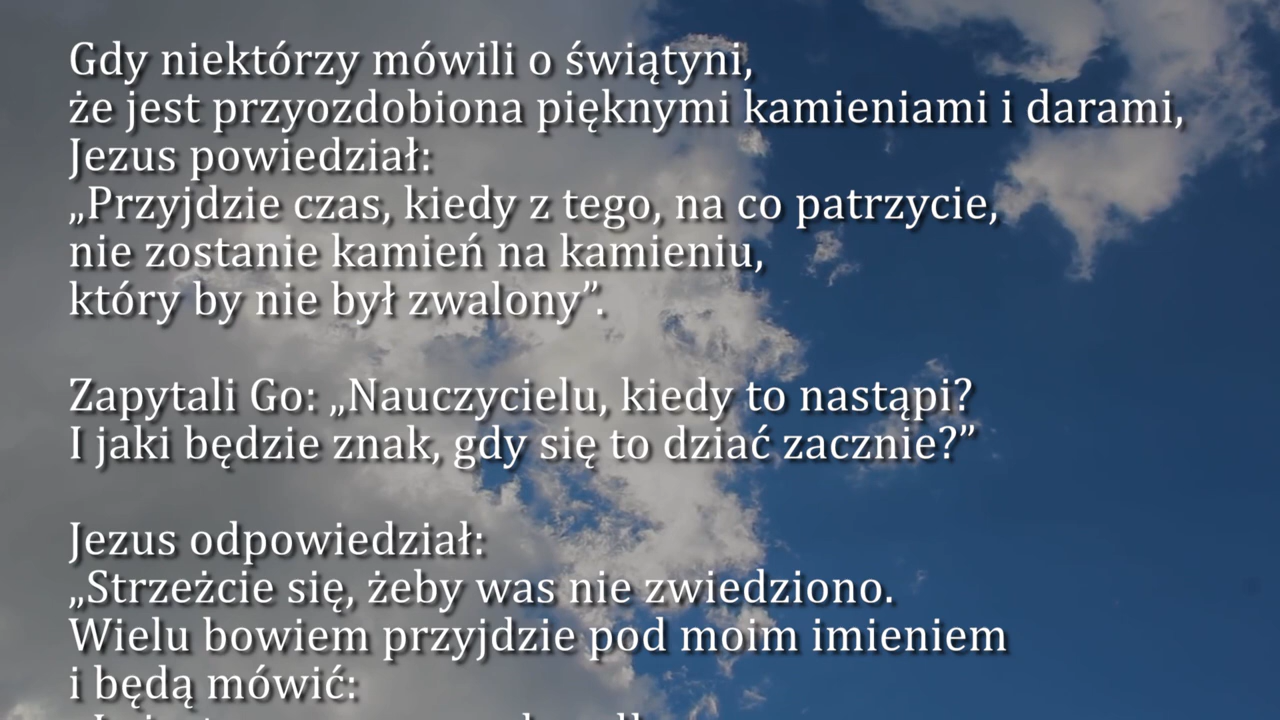 Gdy niektórzy mówili o świątyni,
że jest przyozdobiona pięknymi kamieniami i darami,
Jezus powiedział:
„Przyjdzie czas, kiedy z tego, na co patrzycie,
nie zostanie kamień na kamieniu,
który by nie był zwalony”.
Zapytali Go: „Nauczycielu, kiedy to nastąpi?
I jaki będzie znak, gdy się to dziać zacznie?”
Jezus odpowiedział:
„Strzeżcie się, żeby was nie zwiedziono.
Wielu bowiem przyjdzie pod moim imieniem
i będą mówić: